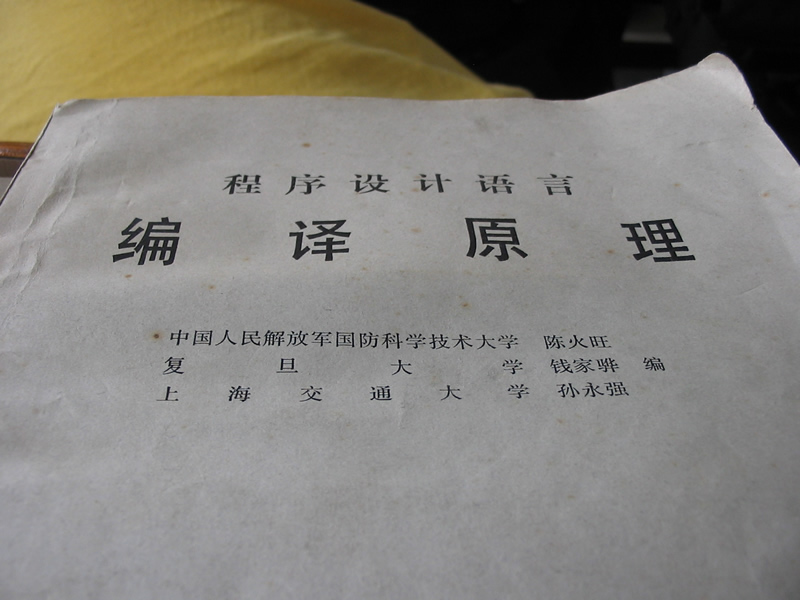 程序设计语言
编译原理
中国人民解放军国防科学技术大学 陈火旺
复旦大学 钱家骅 编
上海交通大学 孙永强